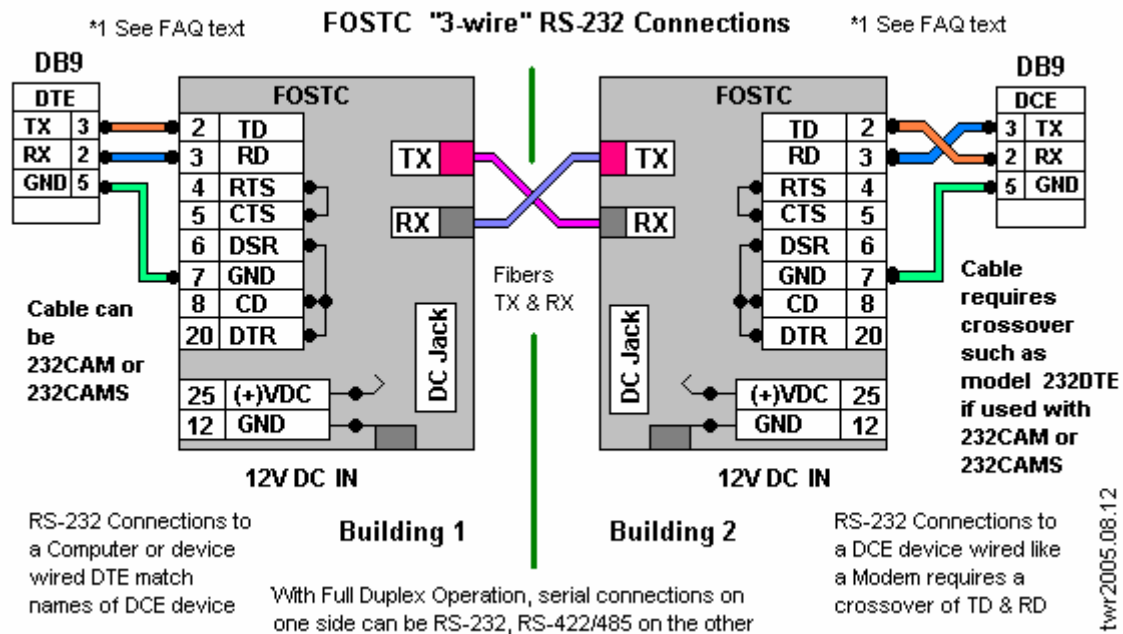 *1 See FAQ text
FOSTC "3-wire" RS-232 Connections
*1 See FAQ text
DB9
DTE
TX 3
RX 2
GND 5
FOSTC
2 TD
3 RD
4 RTS
5 CTS
6 DSR
7 GND
8 CD
20 DTR
25 (+)VDC
12 GND
TX
RX
DC Jack
12V DC IN
Cable can
be
232CAM or
232CAMS
Fibers
TX & RX
FOSTC
TX
RX
DC Jack
TD 2
RD 3
RTS 4
CTS 5
DSR 6
GND 7
CD 8
DTR 20
(+)VDC 25
GND 12
12V DC IN
DB9
DCE
3 TX
2 RX
5 GND
Cable
requires
crossover
such as
model 232DTE
if used with
232CAM or
232CAMS
RS-232 Connections to
a Computer or device
wired DTE match
names of DCE device
Building 1
Building 2
With Full Duplex Operation, serial connections on
one side can be RS-232, RS-422/485 on the other
RS-232 Connections to
a DCE device wired like
a Modem requires a
crossover of TD & RD
twr2005.08.12